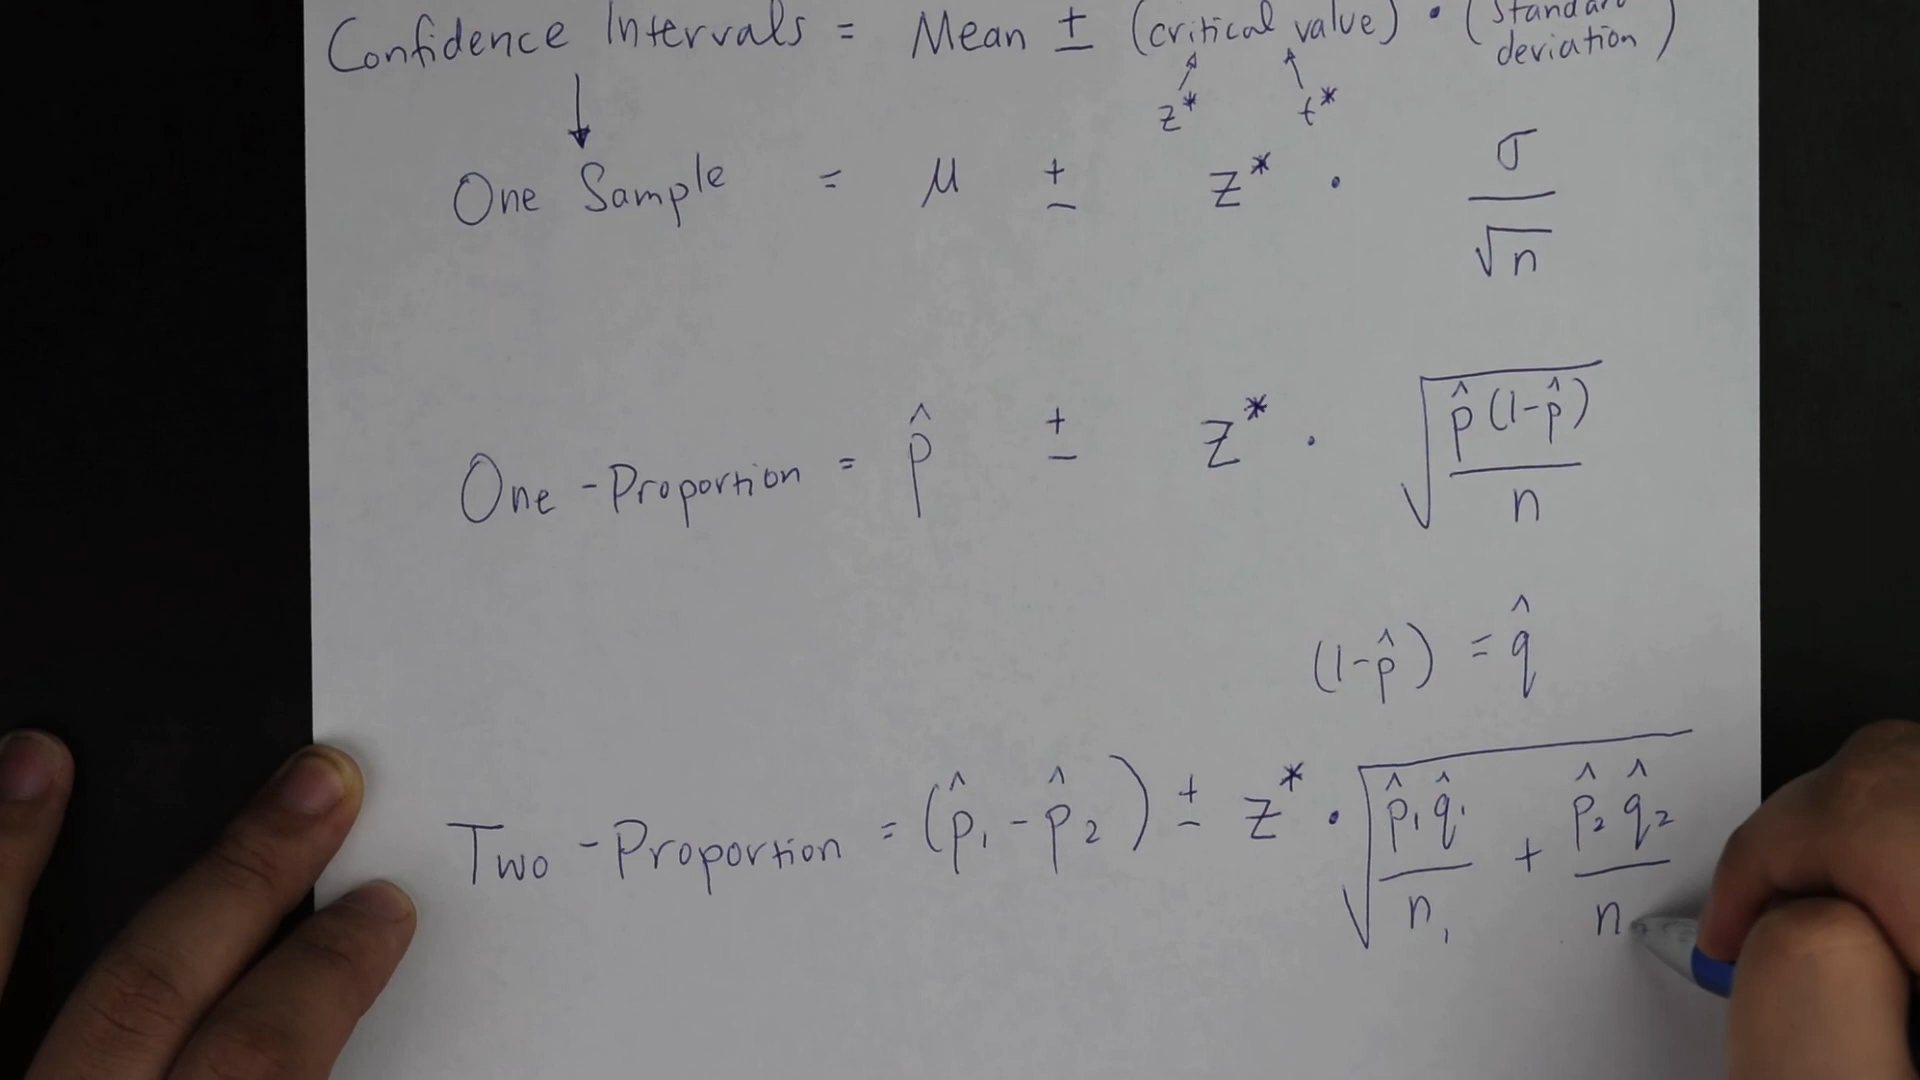 Confidence Intervals = Mean ± (critical value) · (standard deviation)
z* t*
One Sample = μ ± z* · σ/√n
One-Proportion = p̂ ± z* · √(p̂(1-p̂)/n)
(1-p̂) = q̂
Two-Proportion = (p̂₁ - p̂₂) ± z* · √(p̂₁q̂₁/n₁ + p̂₂q̂₂/n